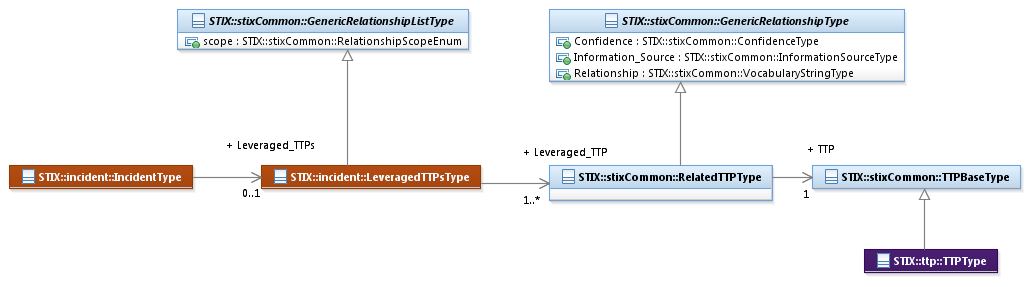 STIX::stixCommon::GenericRelationshipListType
scope : STIX::stixCommon::RelationshipScopeEnum
STIX::stixCommon::GenericRelationshipType
Confidence : STIX::stixCommon::ConfidenceType
Information_Source : STIX::stixCommon::InformationSourceType
Relationship : STIX::stixCommon::VocabularyStringType
+ Leveraged_TTPs
+ Leveraged_TTP
+ TTP
STIX::incident::IncidentType
STIX::incident::LeveragedTTPsType
STIX::stixCommon::RelatedTTPType
STIX::stixCommon::TTPBaseType
0..1
1..*
1
STIX::ttp::TTPType